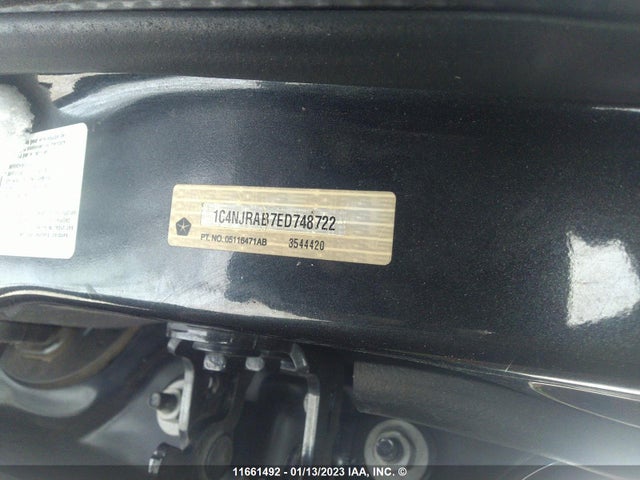 1C4NJRAB7ED748722
PT. NO. 05116471AB 3544420
11661492 - 01/13/2023 IAA, INC. ©